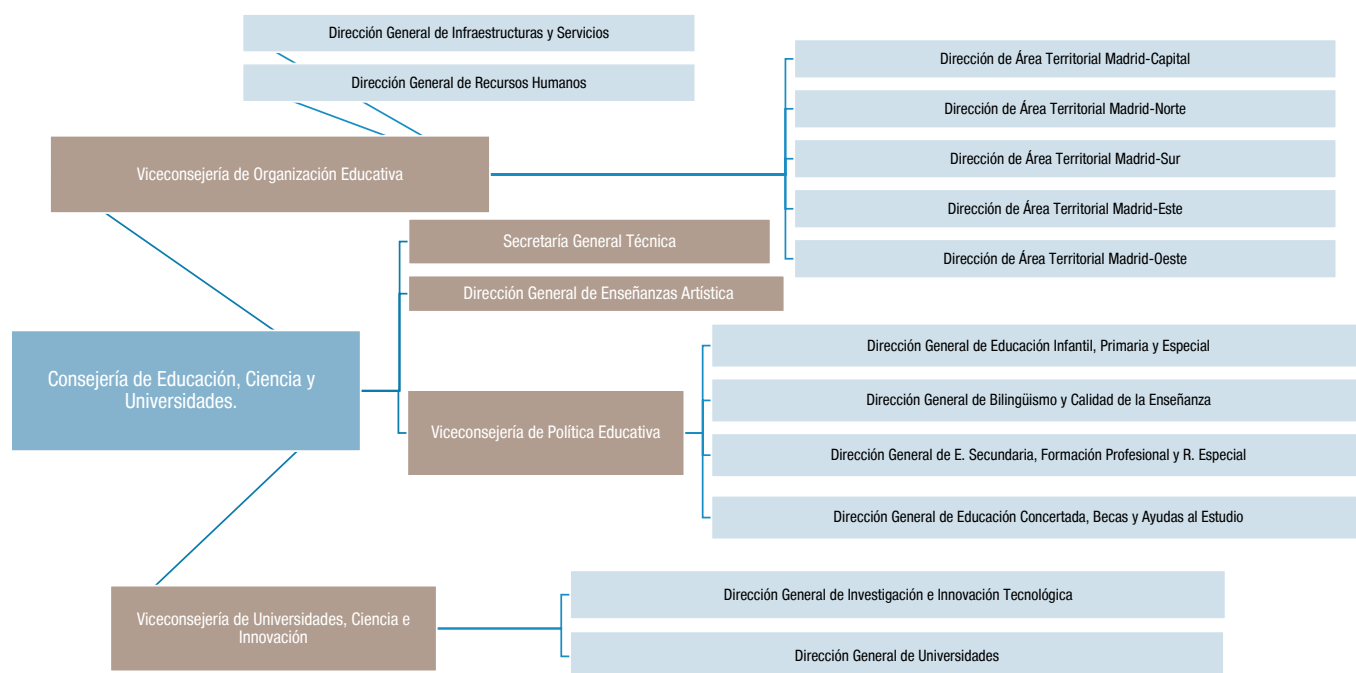 Dirección General de Infraestructuras y Servicios
Dirección General de Recursos Humanos
Viceconsejería de Organización Educativa
Dirección de Área Territorial Madrid-Capital
Dirección de Área Territorial Madrid-Norte
Dirección de Área Territorial Madrid-Sur
Dirección de Área Territorial Madrid-Este
Dirección de Área Territorial Madrid-Oeste
Secretaría General Técnica
Dirección General de Enseñanzas Artística
Consejería de Educación, Ciencia y
Universidades.
Viceconsejería de Política Educativa
Dirección General de Educación Infantil, Primaria y Especial
Dirección General de Bilingüismo y Calidad de la Enseñanza
Dirección General de E. Secundaria, Formación Profesional y R. Especial
Dirección General de Educación Concertada, Becas y Ayudas al Estudio
Viceconsejería de Universidades, Ciencia e
Innovación
Dirección General de Investigación e Innovación Tecnológica
Dirección General de Universidades